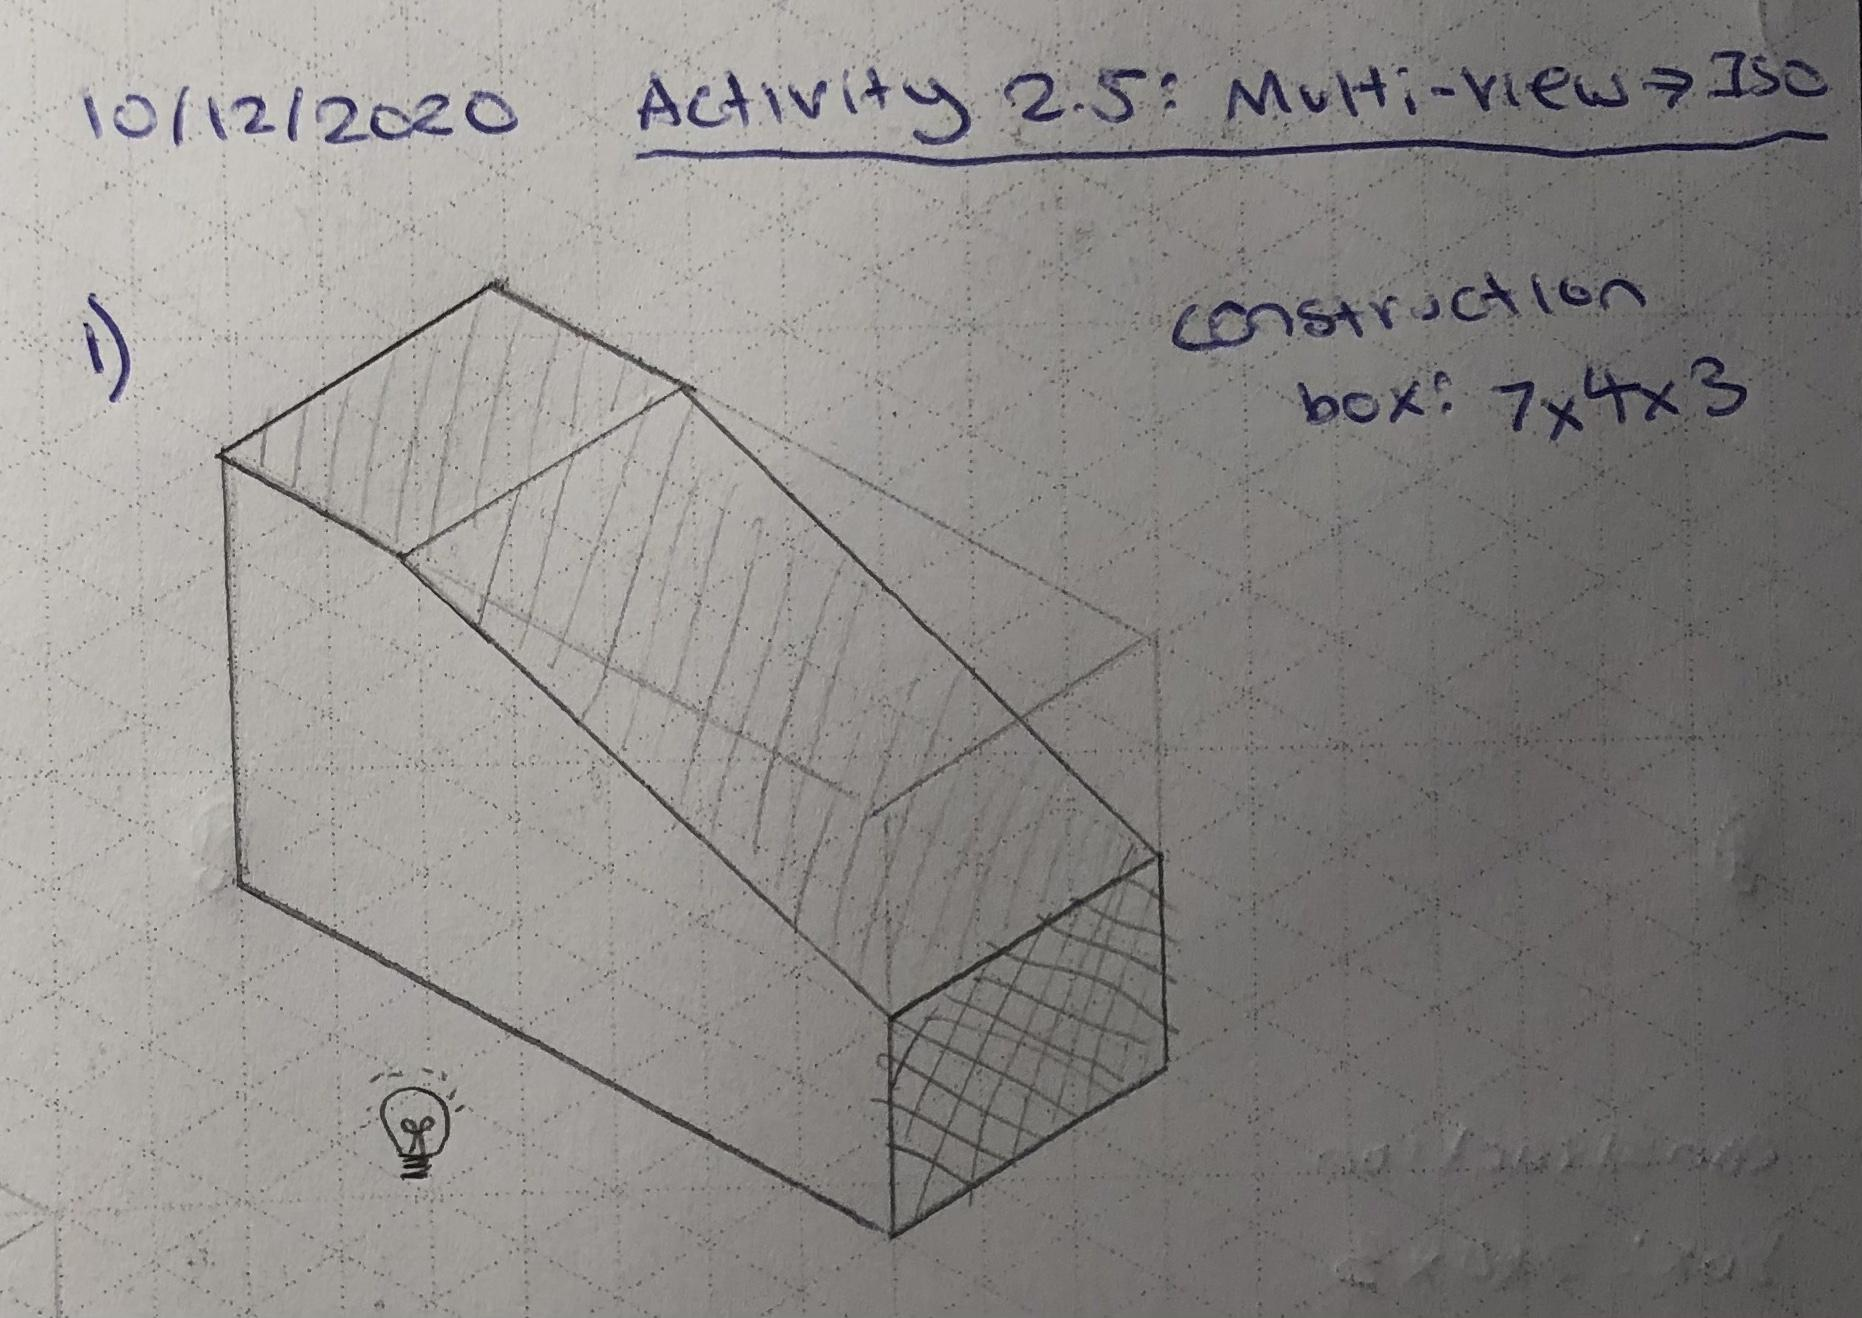 10/12/2020 Activity 2.5: Multi-view → Iso
1)
construction
box: 7x4x3